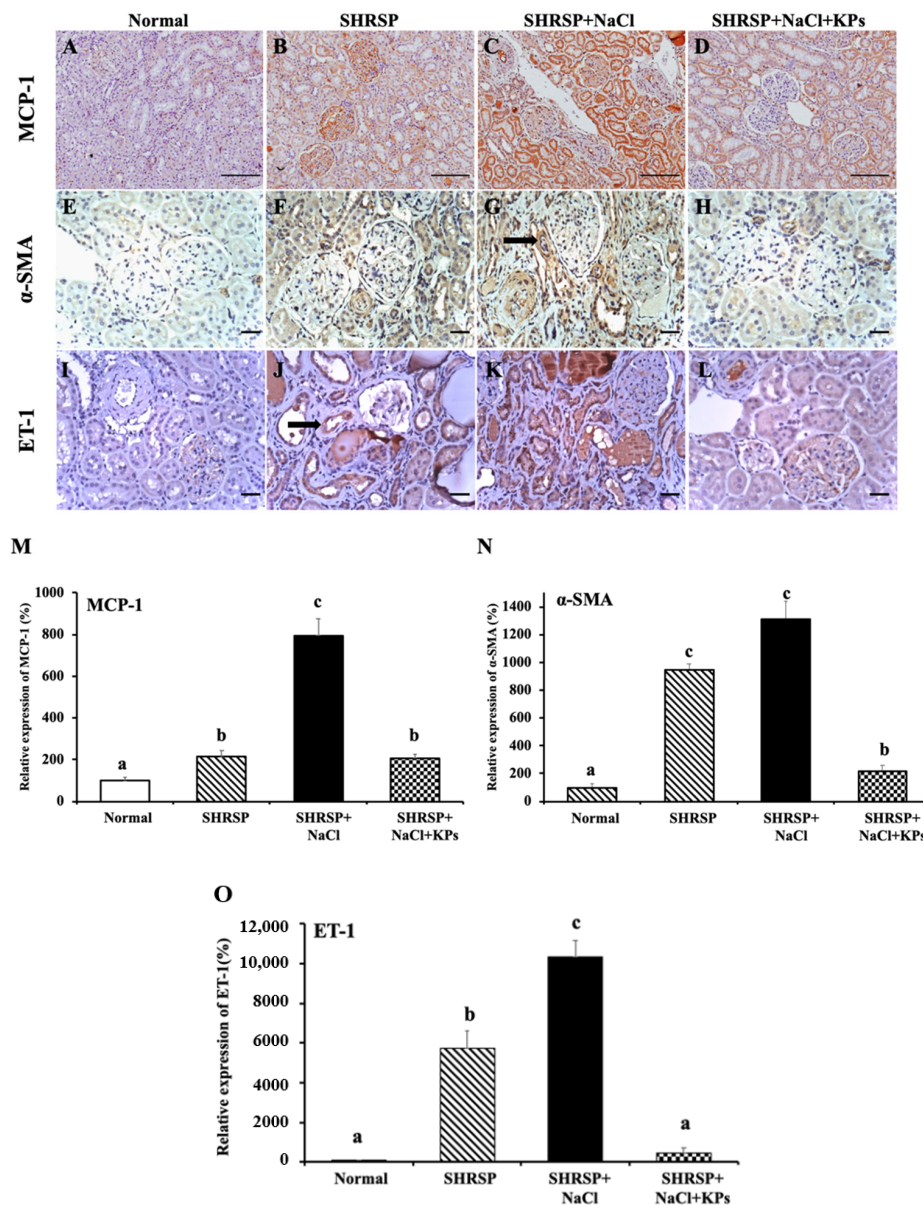 Normal SHRSP SHRSP+NaCl SHRSP+NaCl+KPs
MCP-1
A B C D
α-SMA
E F G H
ET-1
I J K L
M
MCP-1
Relative expression of MCP-1 (%)
1000
800
600
400
200
0
a b c b
Normal SHRSP SHRSP+ SHRSP+
NaCl NaCl+KPs
N
α-SMA
Relative expression of α-SMA (%)
1400
1200
1000
800
600
400
200
0
a c c b
Normal SHRSP SHRSP+ SHRSP+
NaCl NaCl+KPs
O
ET-1
Relative expression of ET-1(%)
12,000
10,000
8000
6000
4000
2000
0
a b c a
Normal SHRSP SHRSP+ SHRSP+
NaCl NaCl+KPs